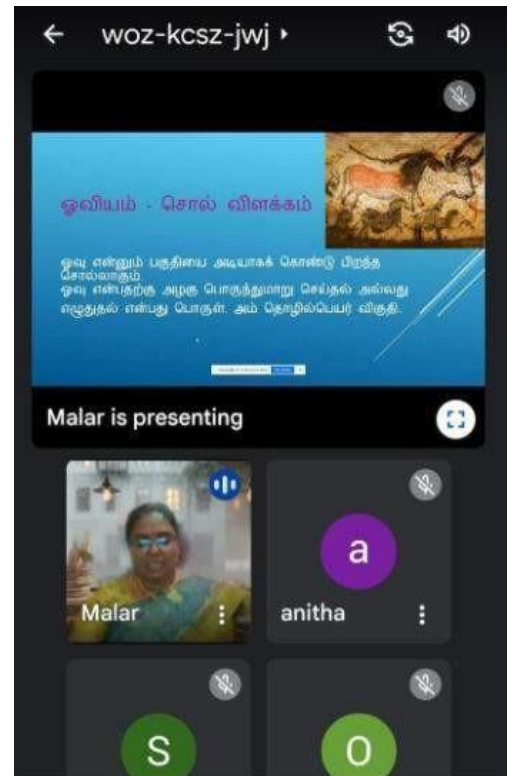 woz-kcsz-jwj
ஓவியம் - சொல் விளக்கம்
ஓவு என்னும் பகுதியை அடியாகக் கொண்டு பிறந்த
சொல்லாகும்
ஓவு என்பதற்கு அழகு பொருந்துமாறு செய்தல் அல்லது
எழுதுதல் என்பது பொருள். அம் தொழில்பெயர் விகுதி.
Malar is presenting
a
Malar
anitha
S
O